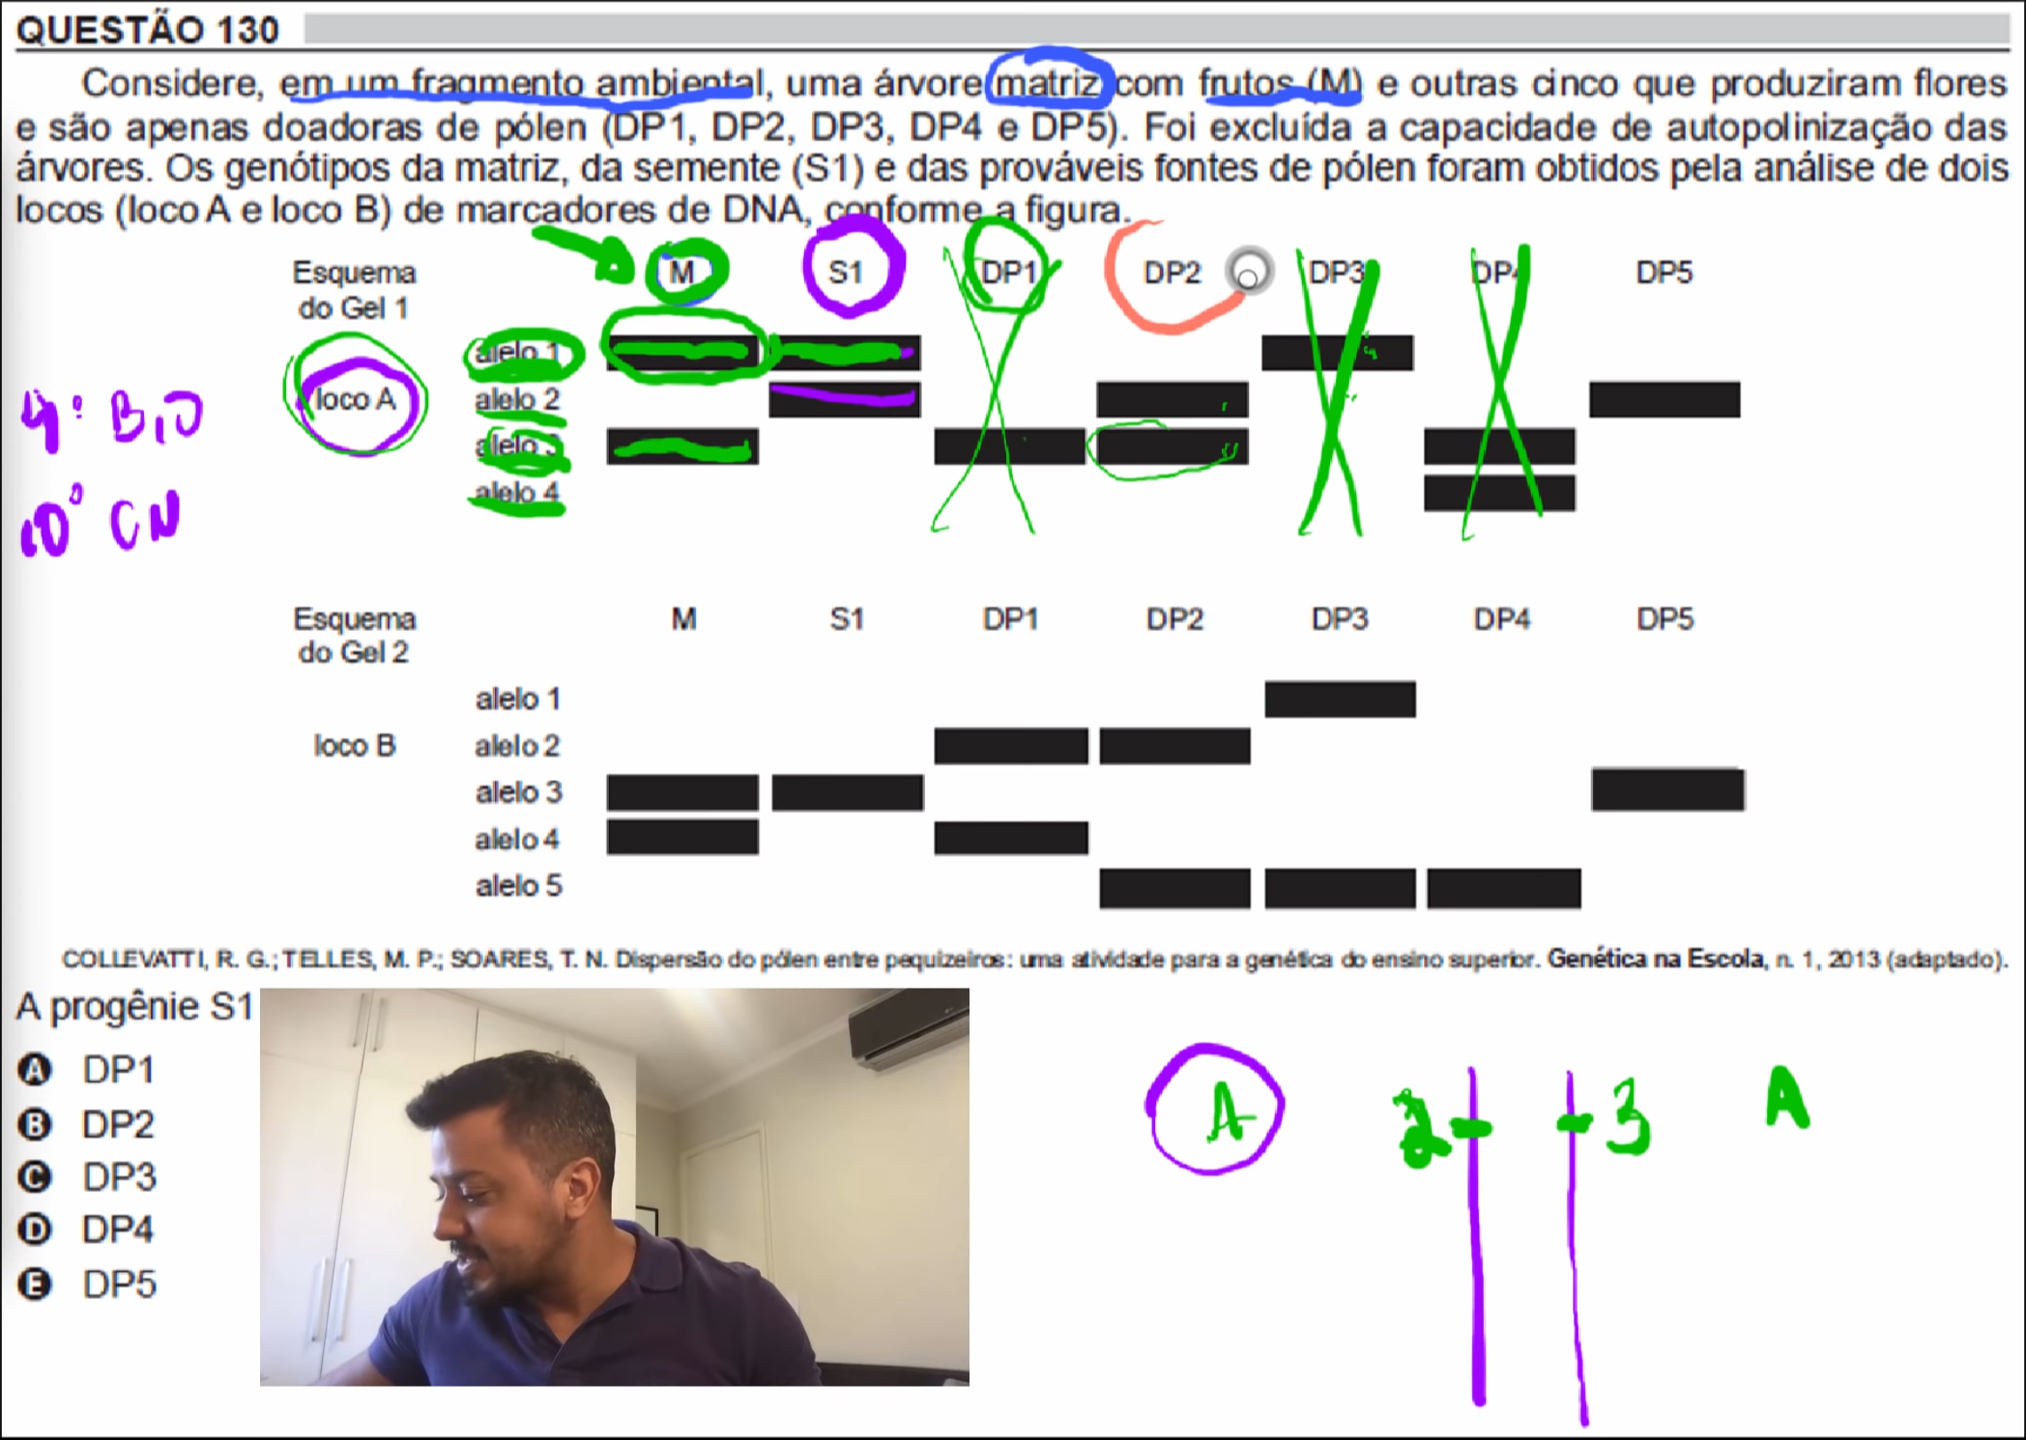 QUESTÃO 130
Considere, em um fragmento ambiental, uma árvore matriz com frutos (M) e outras cinco que produziram flores
e são apenas doadoras de pólen (DP1, DP2, DP3, DP4 e DP5). Foi excluída a capacidade de autopolinização das
árvores. Os genótipos da matriz, da semente (S1) e das prováveis fontes de pólen foram obtidos pela análise de dois
locos (loco A e loco B) de marcadores de DNA, conforme a figura.
Esquema M S1 DP1 DP2 DP3 DP4 DP5
do Gel 1
alelo 1
loco A alelo 2
4º BIO
alelo 3
alelo 4
10º CN
Esquema M S1 DP1 DP2 DP3 DP4 DP5
do Gel 2
alelo 1
loco B alelo 2
alelo 3
alelo 4
alelo 5
COLLEVATTI, R. G.; TELLES, M. P.; SOARES, T. N. Dispersão do pólen entre pequizeiros: uma atividade para a genética do ensino superior. Genética na Escola, n. 1, 2013 (adaptado).
A progênie S1
A DP1
B DP2
C DP3
D DP4
E DP5
A 2 3 A